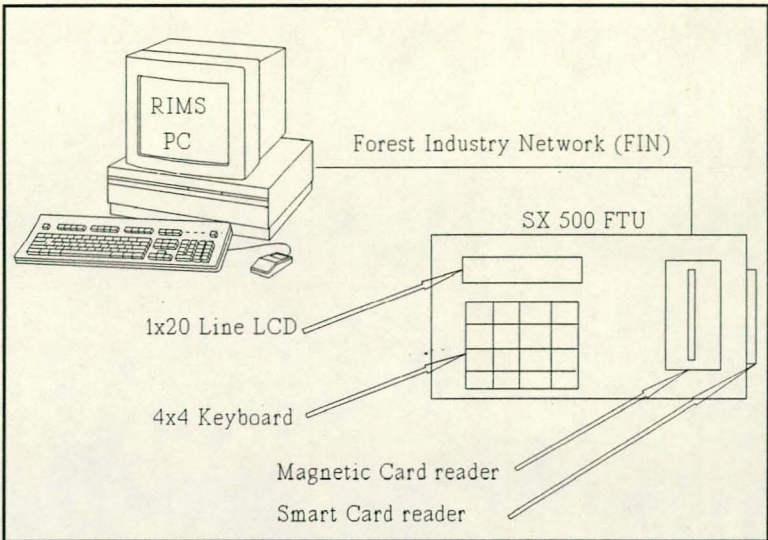 RIMS
PC
Forest Industry Network (FIN)
SX 500 FTU
1x20 Line LCD
4x4 Keyboard
Magnetic Card reader
Smart Card reader